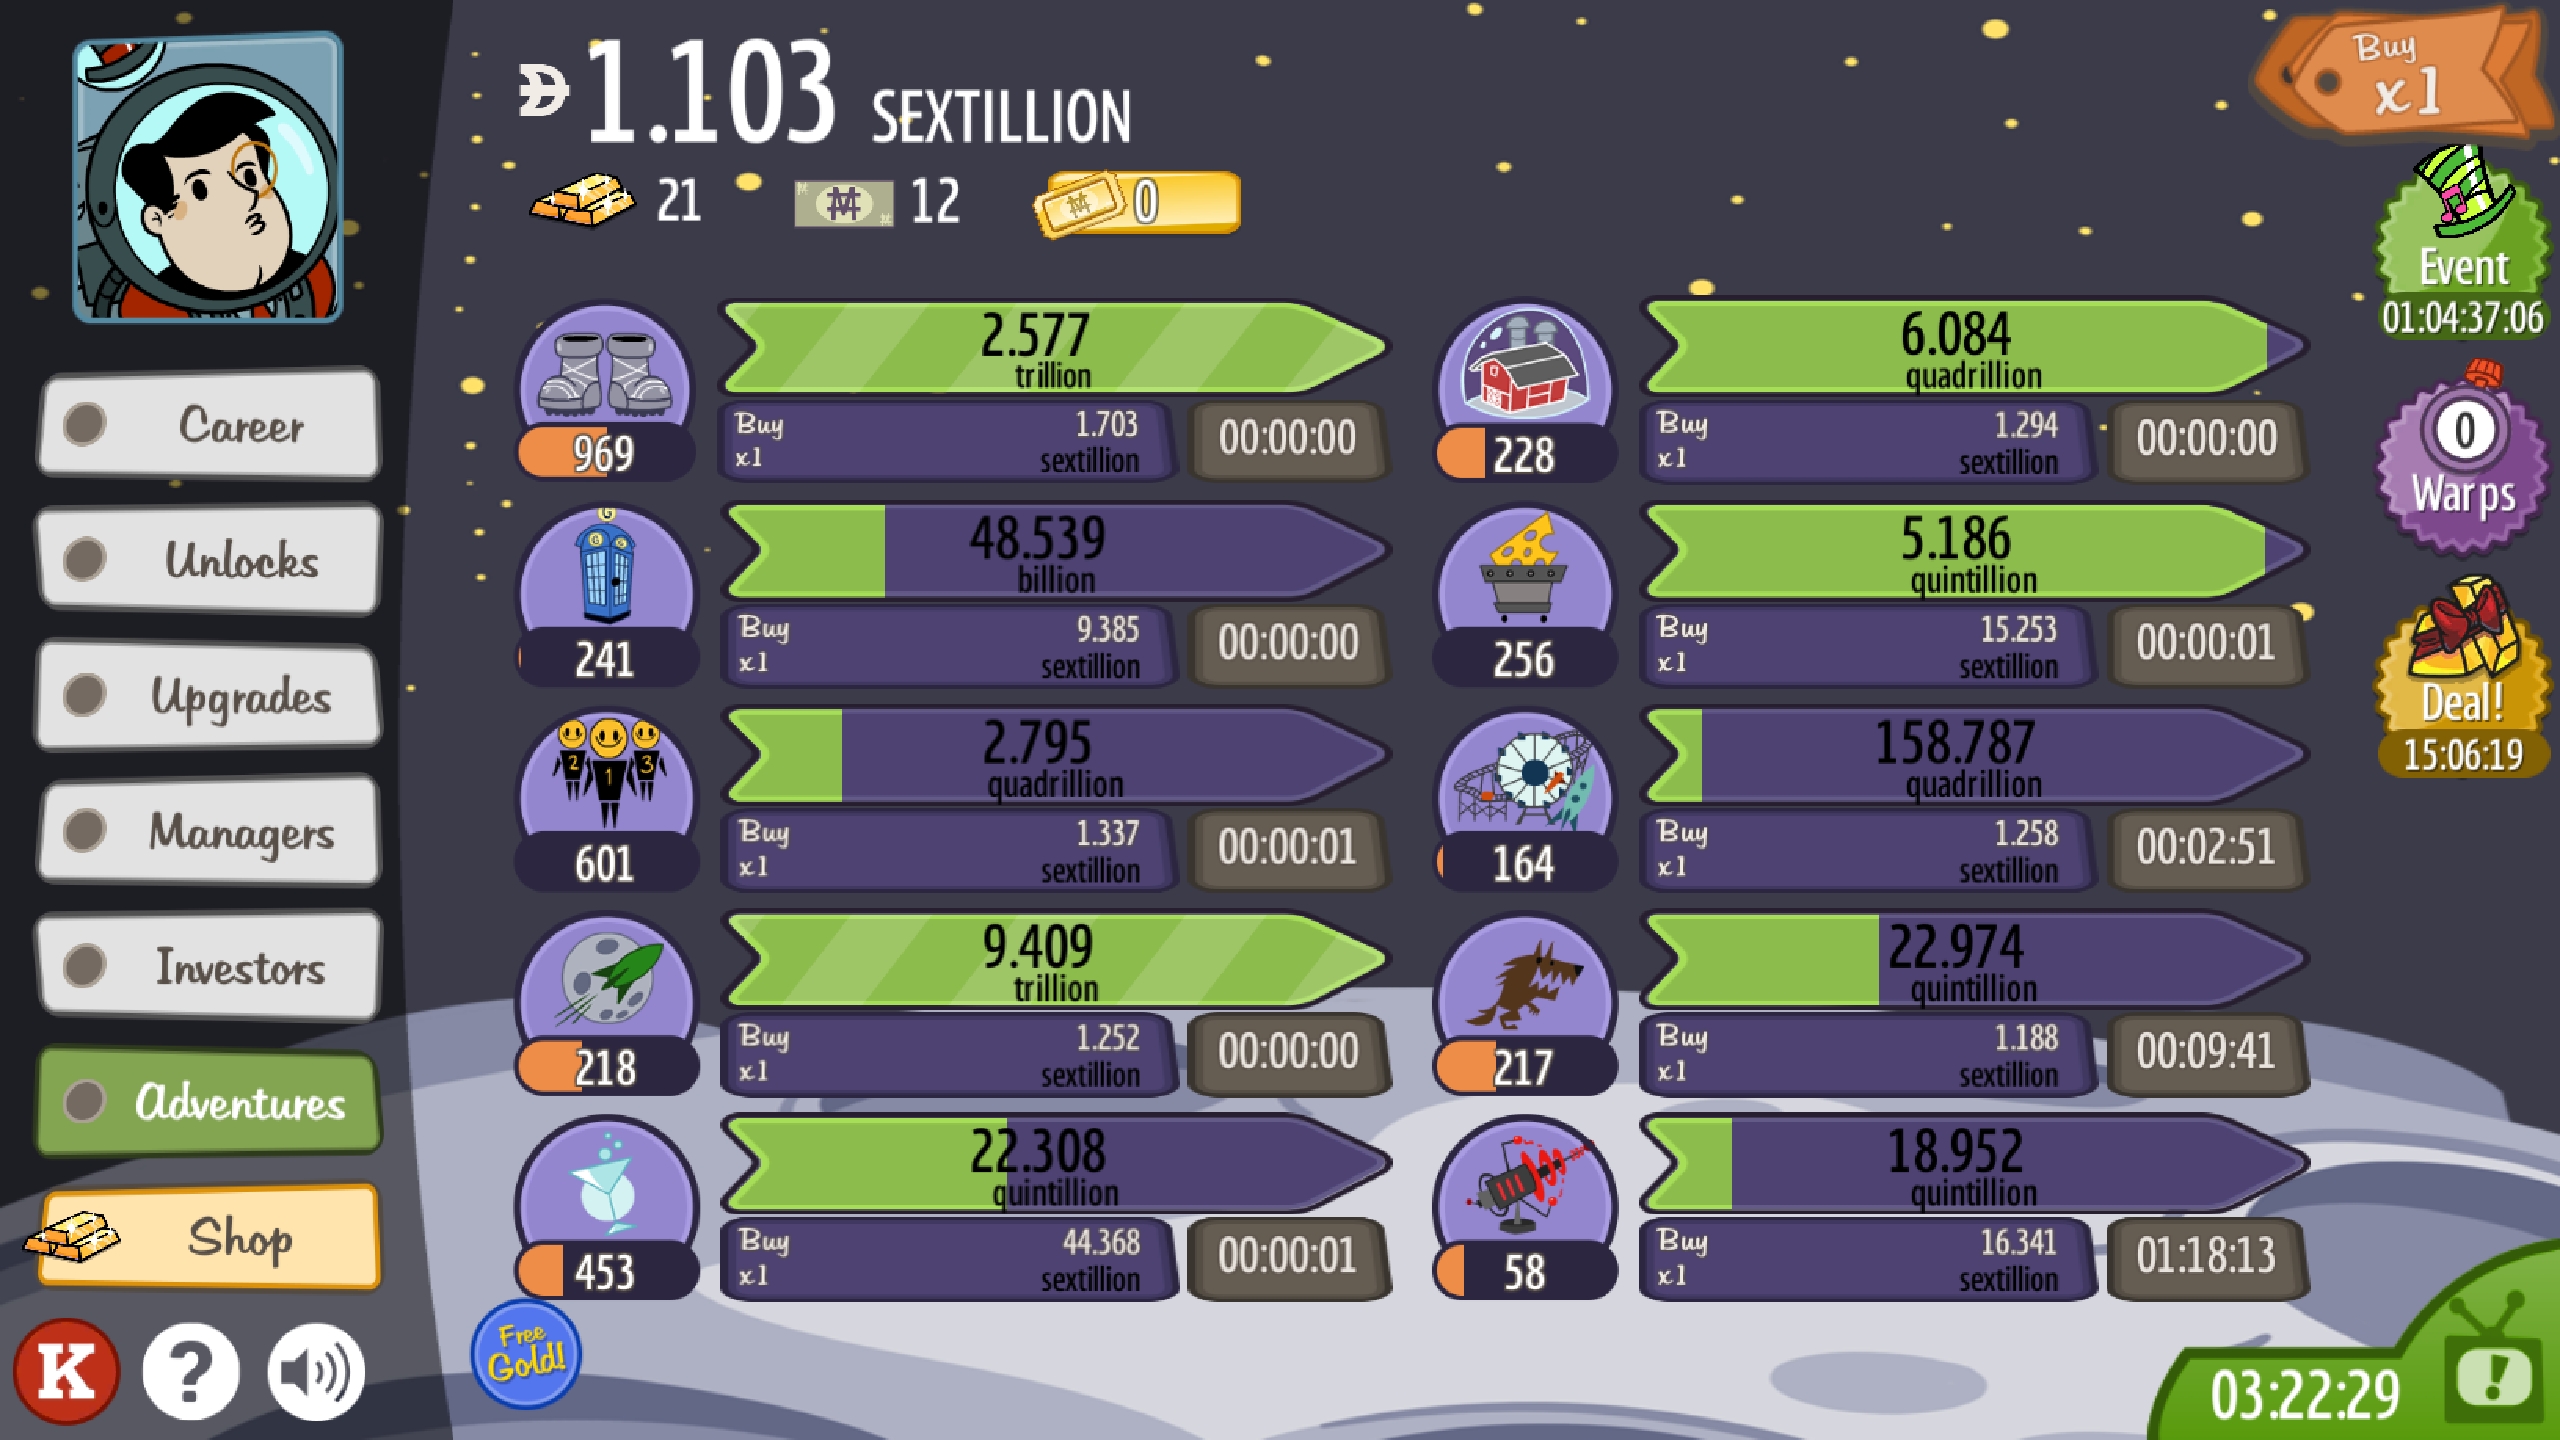 1.103 SEXTILLION
Buy
x1
21
12
0
Event
01:04:37:06
0
Warps
Deal!
15:06:19
Career
Unlocks
Upgrades
Managers
Investors
Adventures
Shop
K
?
2.577
trillion
969
Buy
x1
1.703
sextillion
00:00:00
48.539
billion
241
Buy
x1
9.385
sextillion
00:00:00
2 1 3
2.795
quadrillion
601
Buy
x1
1.337
sextillion
00:00:01
9.409
trillion
218
Buy
x1
1.252
sextillion
00:00:00
22.308
quintillion
453
Buy
x1
44.368
sextillion
00:00:01
6.084
quadrillion
228
Buy
x1
1.294
sextillion
00:00:00
5.186
quintillion
256
Buy
x1
15.253
sextillion
00:00:01
158.787
quadrillion
164
Buy
x1
1.258
sextillion
00:02:51
22.974
quintillion
217
Buy
x1
1.188
sextillion
00:09:41
18.952
quintillion
58
Buy
x1
16.341
sextillion
01:18:13
Free
Gold!
03:22:29
!